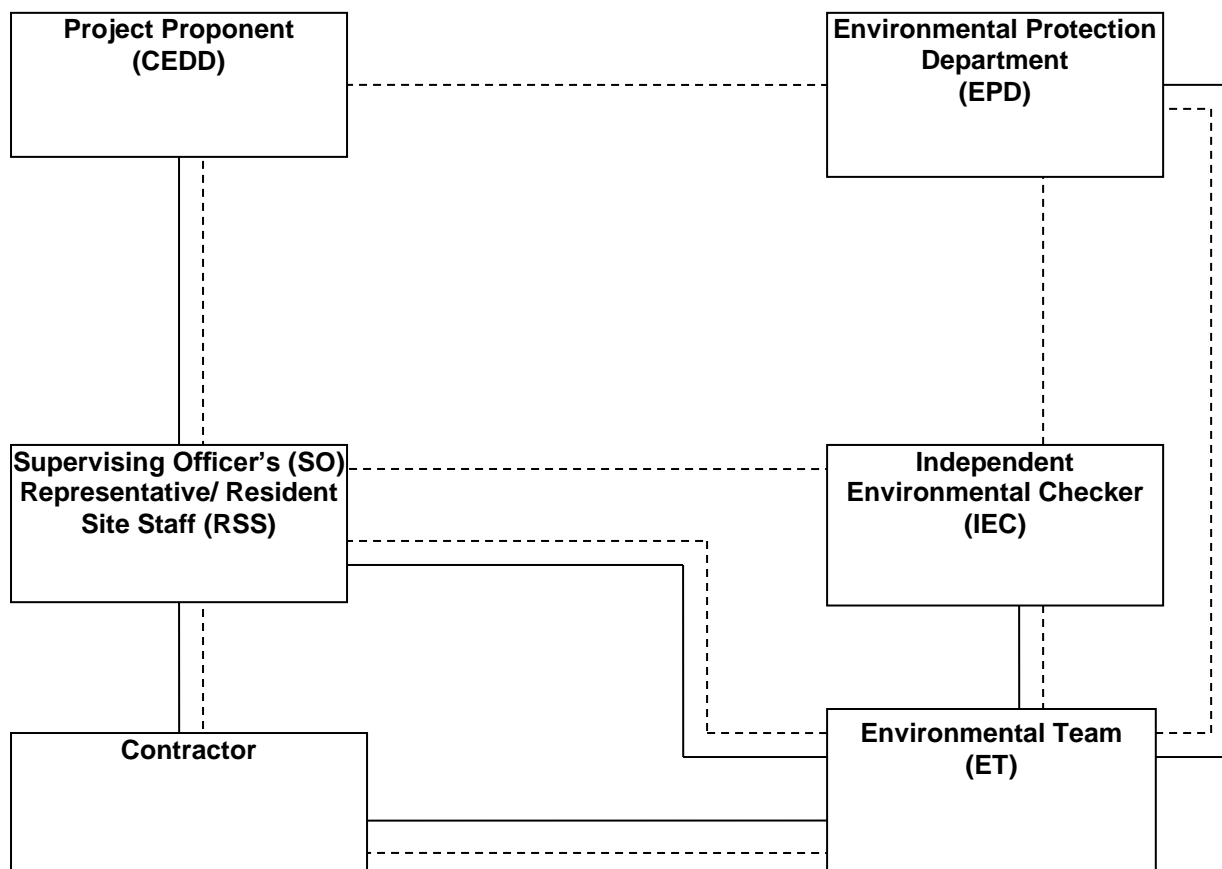 Project Proponent
(CEDD)
Environmental Protection
Department
(EPD)
Supervising Officer's (SO)
Representative/ Resident
Site Staff (RSS)
Independent
Environmental Checker
(IEC)
Contractor
Environmental Team
(ET)